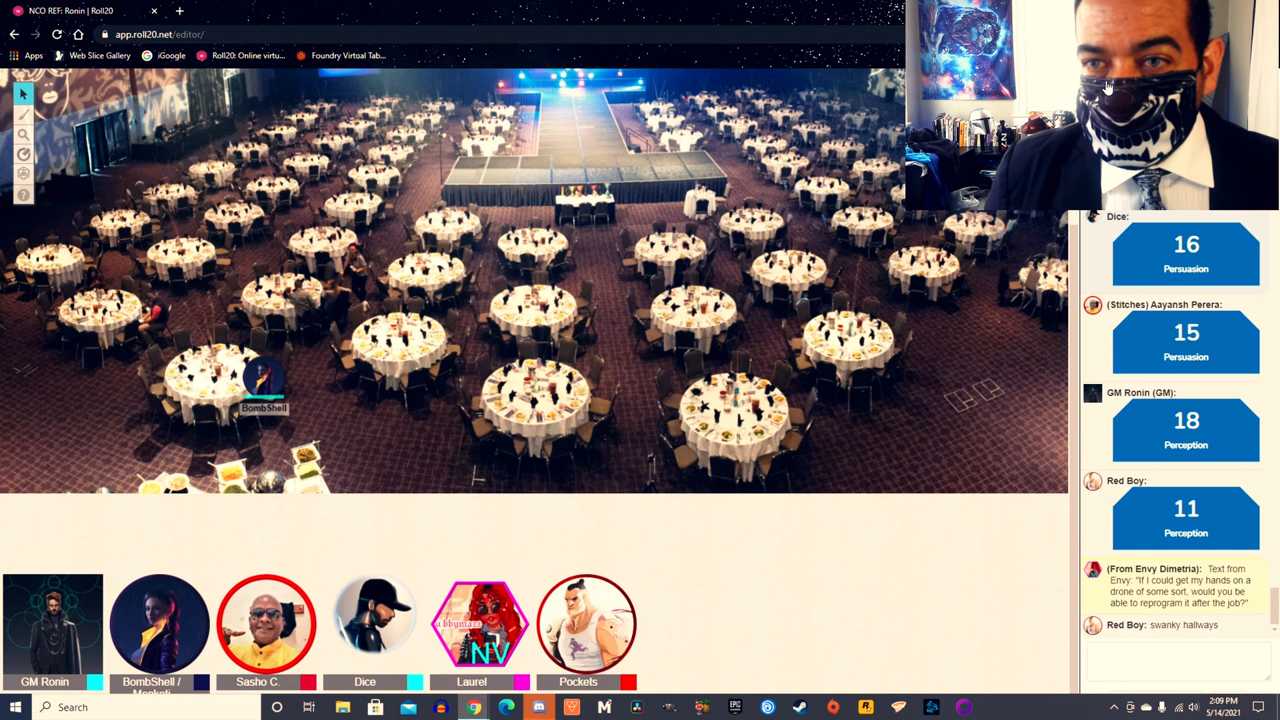 NCO REF: Ronin | Roll20
app.roll20.net/editor/
Apps
Web Slice Gallery
iGoogle
Roll20: Online virtu...
Foundry Virtual Tab...
Dice:
16
Persuasion
(Stitches) Aayansh Perera:
15
Persuasion
GM Ronin (GM):
18
Perception
Red Boy:
11
Perception
(From Envy Dimetria): Text from
Envy: "If I could get my hands on a
drone of some sort, would you be
able to reprogram it after the job?"
Red Boy: swanky hallways
BombShell
NV
GM Ronin
BombShell /
Sasho C.
Dice
Laurel
Pockets
Search
2:09 PM
5/14/2021